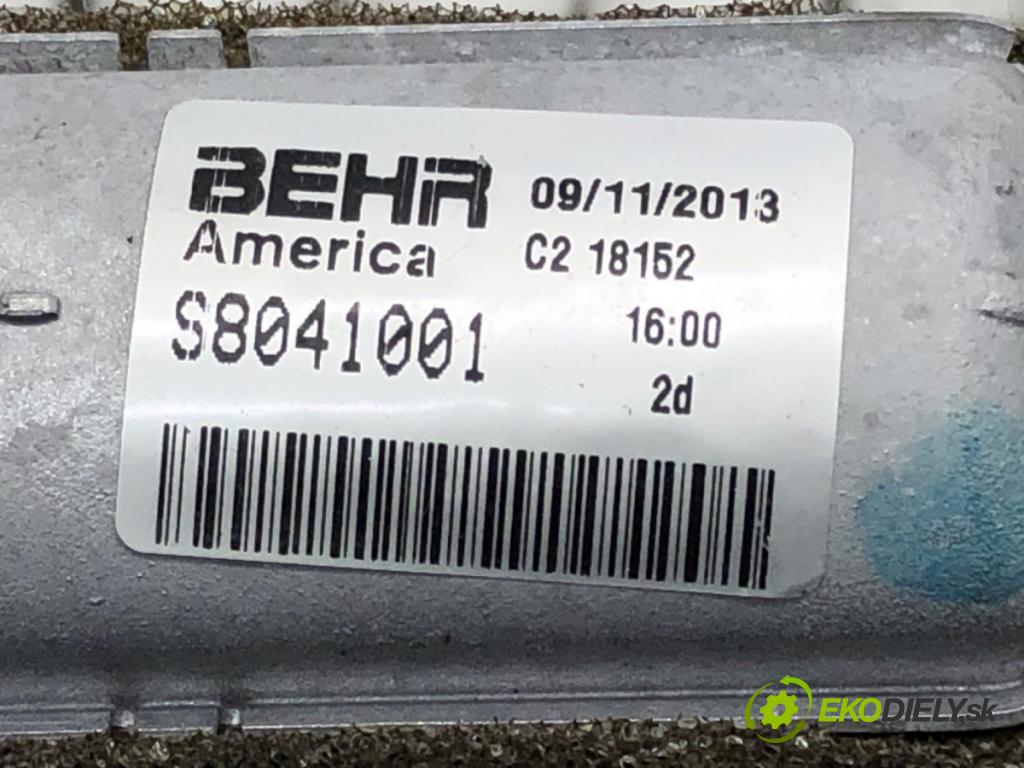 BEHR 09/11/2013
America C2 18152
S8041001 16:00
2d
EKODIELY.sk